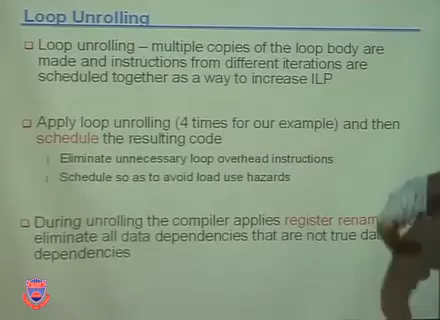 Loop Unrolling
Loop unrolling – multiple copies of the loop body are
made and instructions from different iterations are
scheduled together as a way to increase ILP
Apply loop unrolling (4 times for our example) and then
schedule the resulting code
Eliminate unnecessary loop overhead instructions
Schedule so as to avoid load use hazards
During unrolling the compiler applies register
eliminate all data dependencies that are not true
dependencies